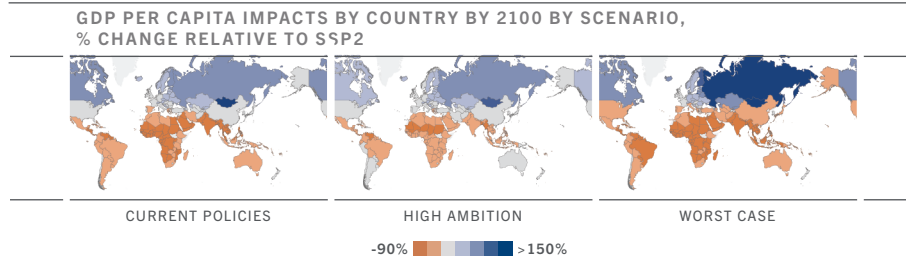 GDP PER CAPITA IMPACTS BY COUNTRY BY 2100 BY SCENARIO,
% CHANGE RELATIVE TO SSP2
CURRENT POLICIES
HIGH AMBITION
WORST CASE
-90% >150%